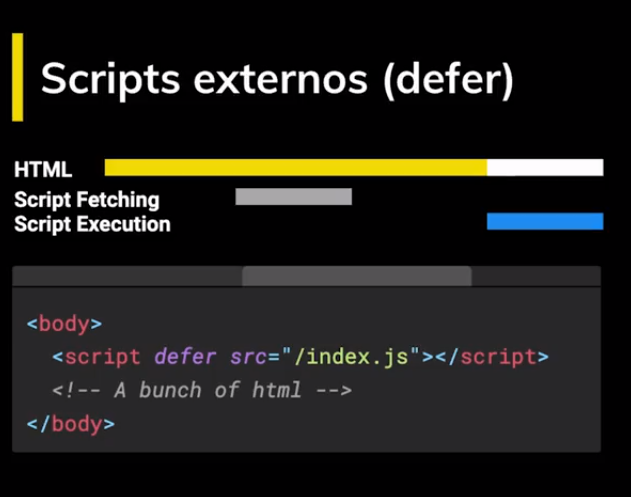 Scripts externos (defer)
HTML
Script Fetching
Script Execution
<body>
<script defer src="/index.js"></script>
<!-- A bunch of html -->
</body>